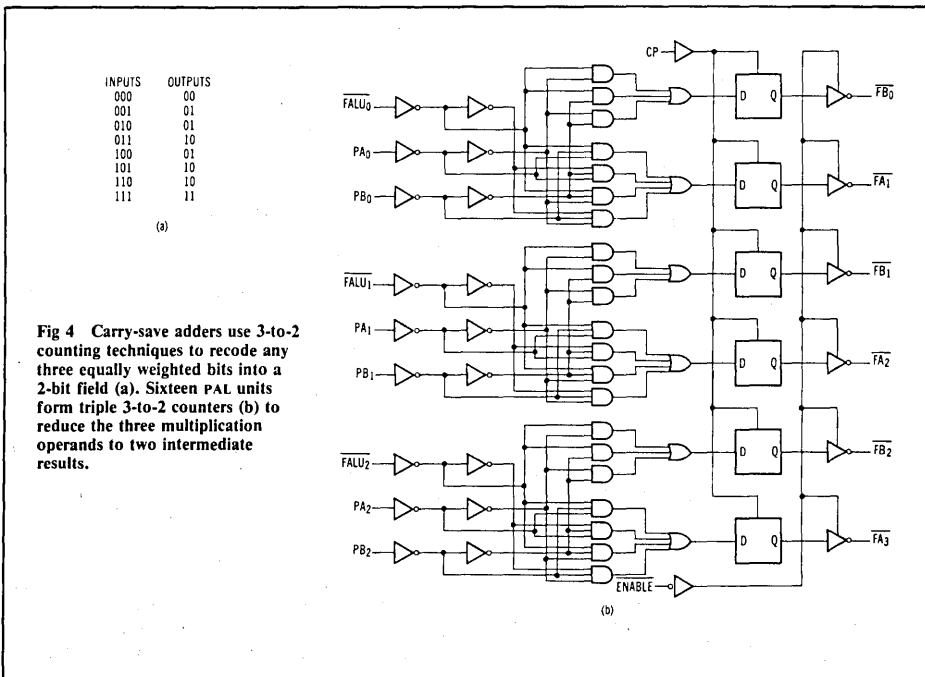 INPUTS OUTPUTS
000 00
001 01
010 01
011 10
100 01
101 10
110 10
111 11
(a)
Fig 4 Carry-save adders use 3-to-2
counting techniques to recode any
three equally weighted bits into a
2-bit field (a). Sixteen PAL units
form triple 3-to-2 counters (b) to
reduce the three multiplication
operands to two intermediate
results.
CP
FALU0
PA0
PB0
D Q
FB0
D Q
FA1
FALU1
PA1
PB1
D Q
FB1
D Q
FA2
FALU2
PA2
PB2
D Q
FB2
D Q
FA3
ENABLE
(b)